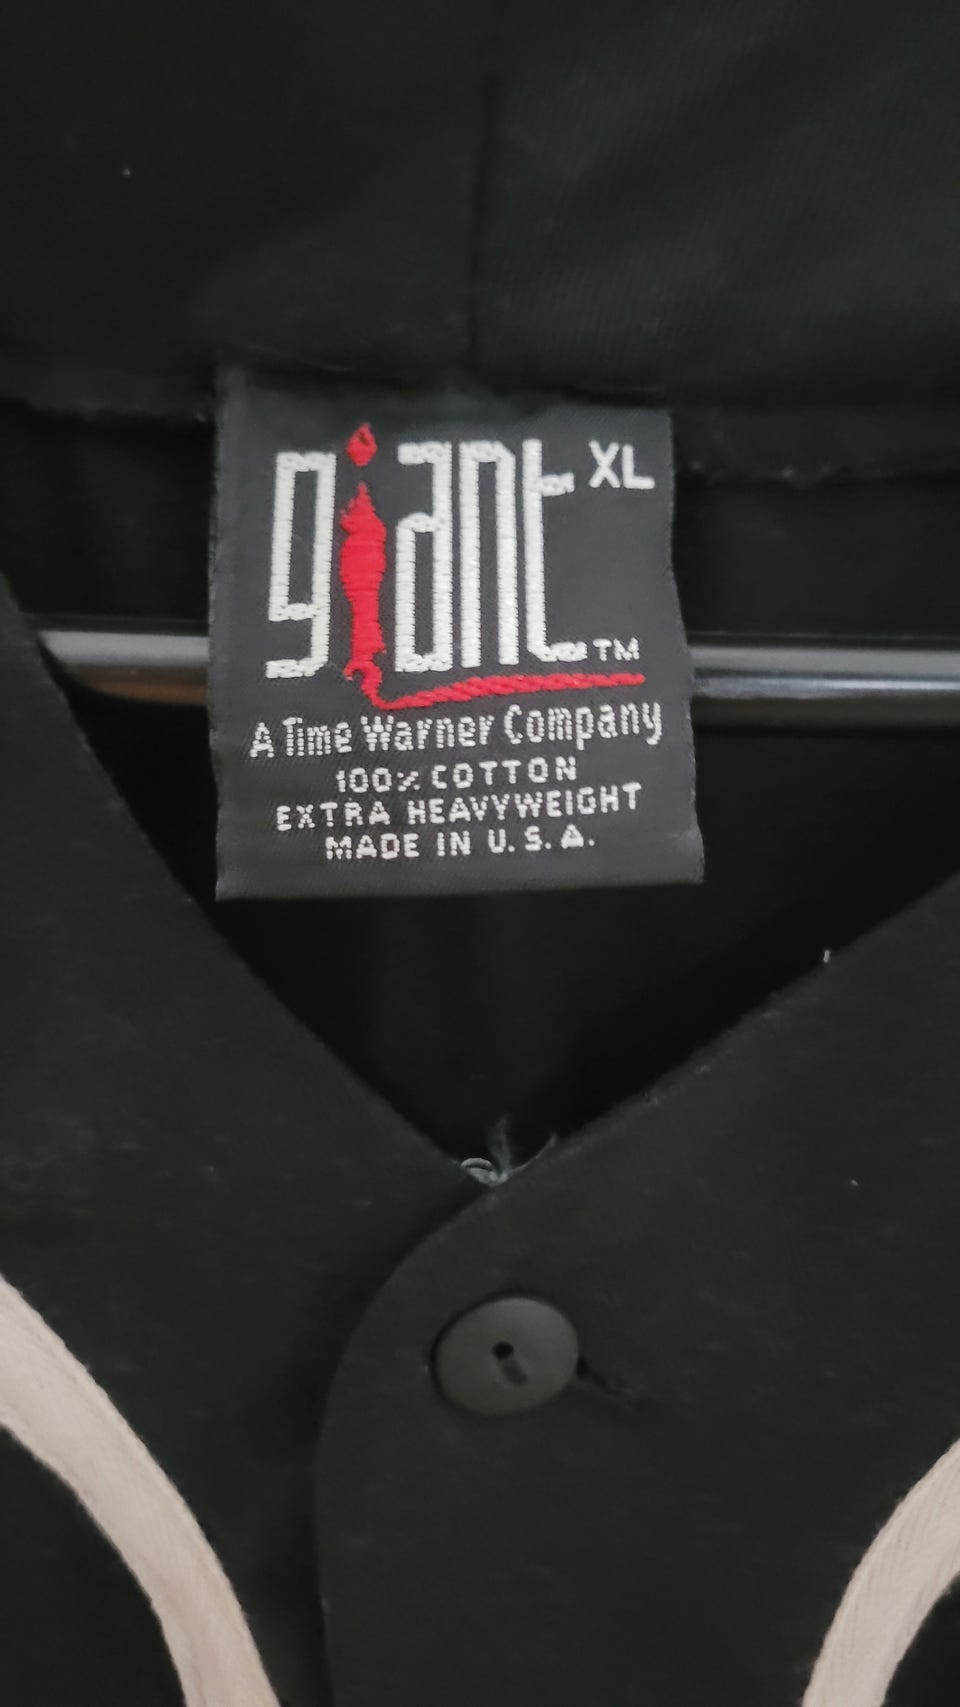 giant XL
TM
A Time Warner Company
100% COTTON
EXTRA HEAVYWEIGHT
MADE IN U.S.A.